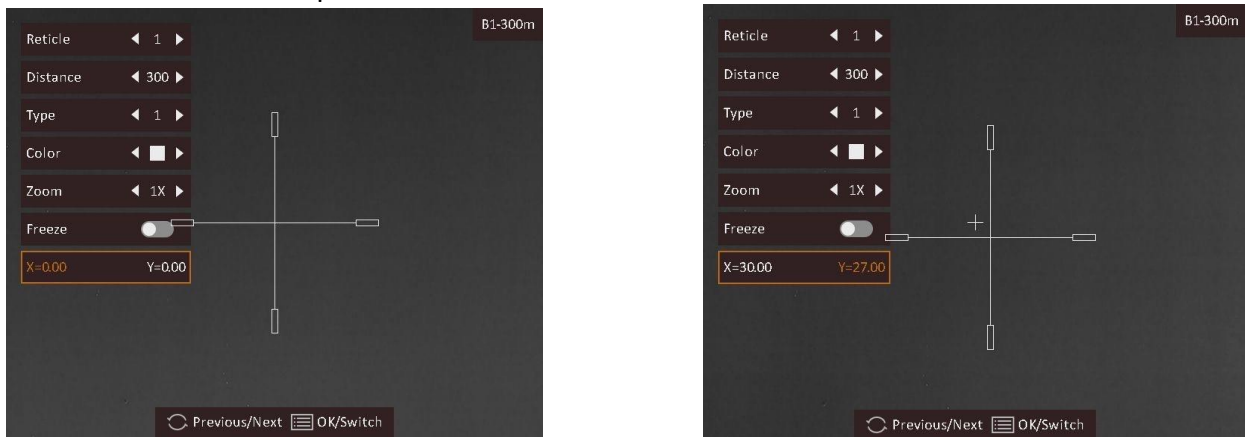 B1-300m
Reticle 1
Distance 300
Type 1
Color
Zoom 1X
Freeze
X=0.00 Y=0.00
Previous/Next OK/Switch
B1-300m
Reticle 1
Distance 300
Type 1
Color
Zoom 1X
Freeze
X=30.00 Y=27.00
Previous/Next OK/Switch